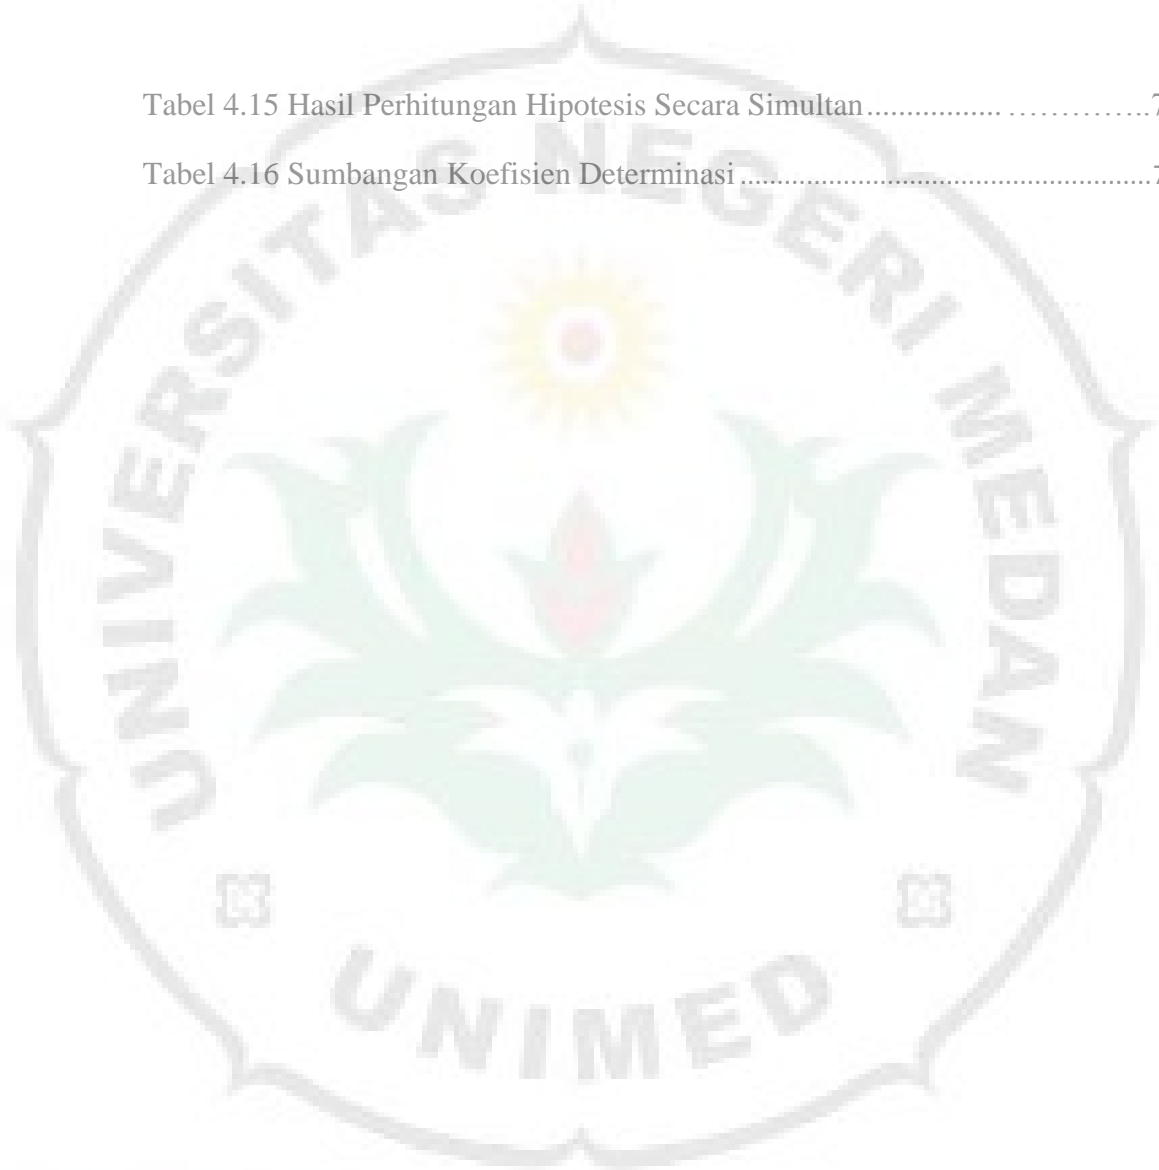 Tabel 4.15 Hasil Perhitungan Hipotesis Secara Simultan.................. ..............7
Tabel 4.16 Sumbangan Koefisien Determinasi.......................................................7
UNIVERSITAS NEGERI MEDAN
UNIMED